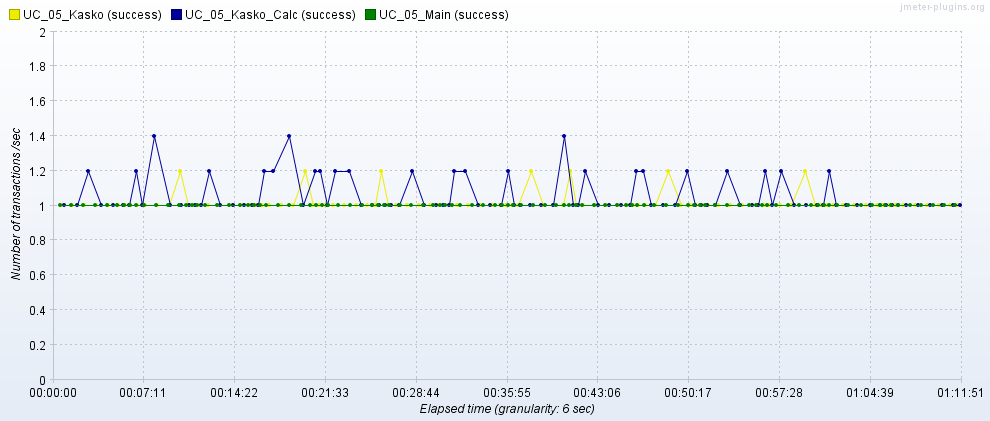 UC_05_Kasko (success) UC_05_Kasko_Calc (success) UC_05_Main (success)
jmeter-plugins.org
2
1.8
1.6
1.4
1.2
1
0.8
0.6
0.4
0.2
0
Number of transactions /sec
00:00:00 00:07:11 00:14:22 00:21:33 00:28:44 00:35:55 00:43:06 00:50:17 00:57:28 01:04:39 01:11:51
Elapsed time (granularity: 6 sec)